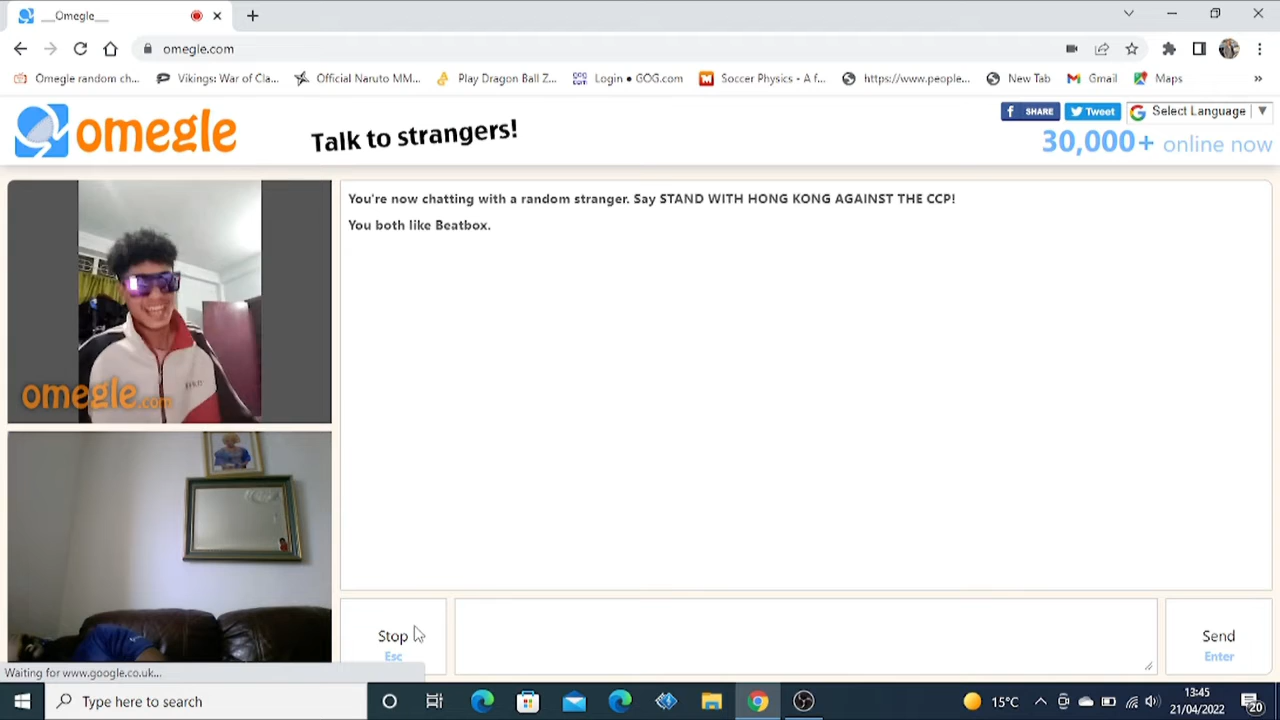 __Omegle__
omegle.com
Omegle random ch...
Vikings: War of Cla...
Official Naruto MM...
Play Dragon Ball Z...
Login • GOG.com
Soccer Physics - A f...
https://www.people...
New Tab
Gmail
Maps
»
omegle
Talk to strangers!
SHARE
Tweet
Select Language
30,000+ online now
You're now chatting with a random stranger. Say STAND WITH HONG KONG AGAINST THE CCP!
You both like Beatbox.
omegle.com
Stop
Esc
Send
Enter
Waiting for www.google.co.uk...
Type here to search
15°C
13:45
21/04/2022
20